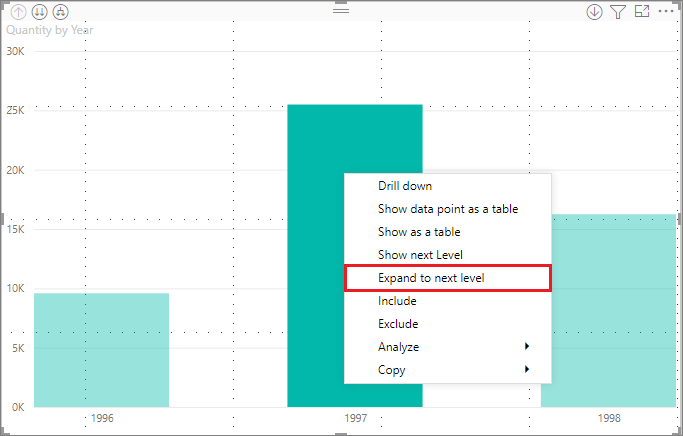 Quantity by Year
30K
25K
20K
15K
10K
5K
0K
Drill down
Show data point as a table
Show as a table
Show next Level
Expand to next level
Include
Exclude
Analyze
Copy
1996
1997
1998